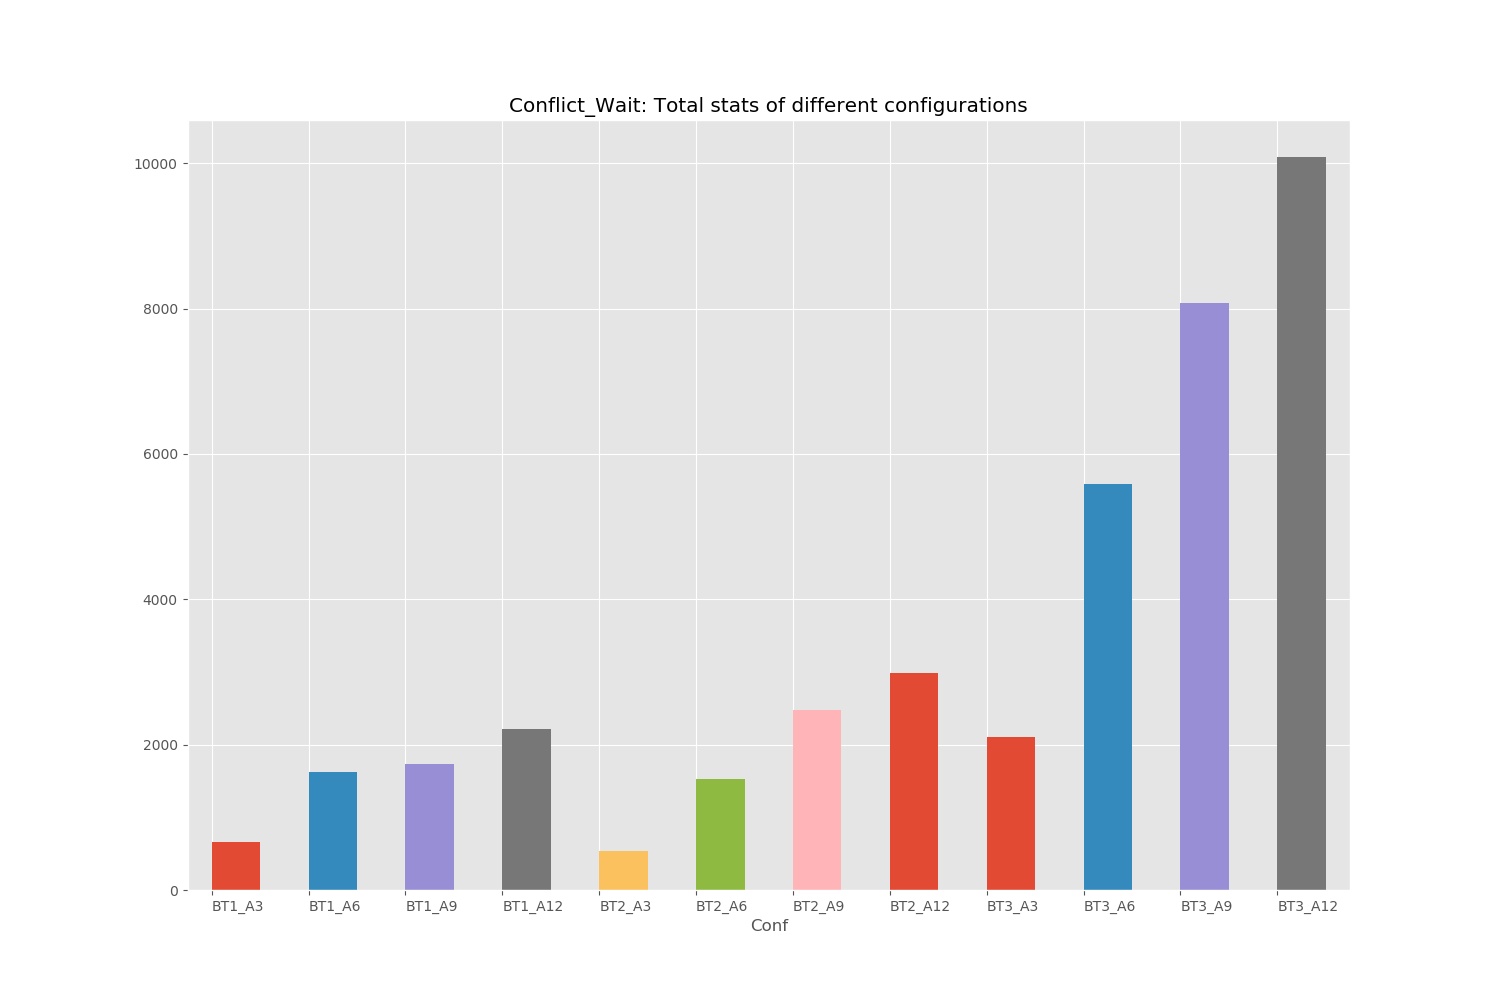 Conflict_Wait: Total stats of different configurations
10000
8000
6000
4000
2000
0
BT1_A3 BT1_A6 BT1_A9 BT1_A12 BT2_A3 BT2_A6 BT2_A9 BT2_A12 BT3_A3 BT3_A6 BT3_A9 BT3_A12
Conf